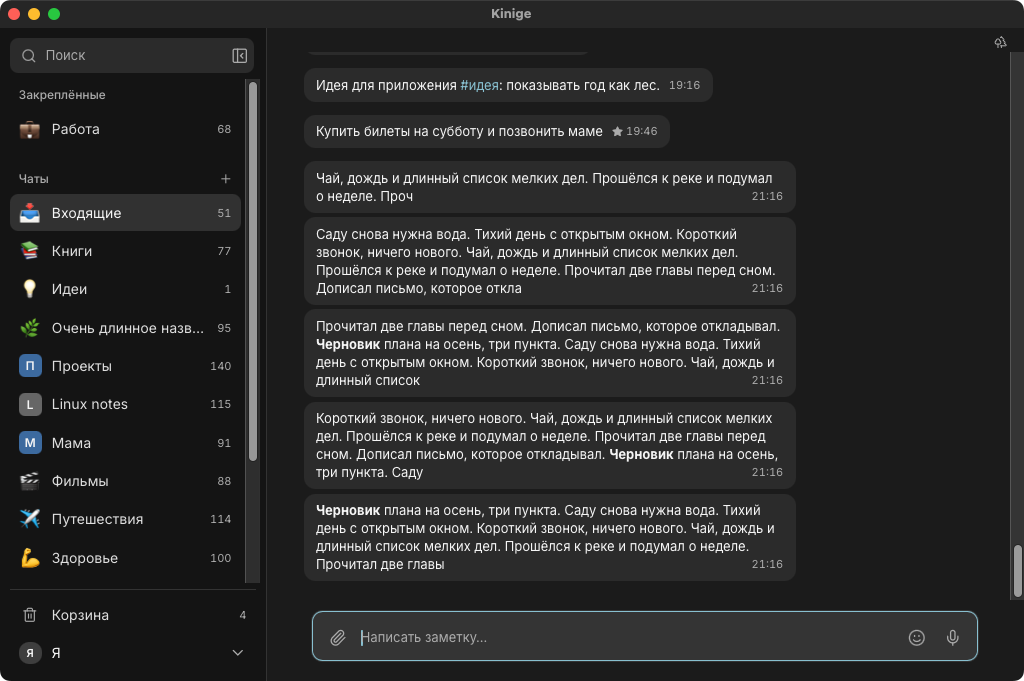 Kinige
Поиск
Закреплённые
Работа 68
Чаты +
Входящие 51
Книги 77
Идеи 1
Очень длинное назв... 95
П Проекты 140
L Linux notes 115
М Мама 91
Фильмы 88
Путешествия 114
Здоровье 100
Корзина 4
Я Я
Идея для приложения #идея: показывать год как лес. 19:16
Купить билеты на субботу и позвонить маме ★ 19:46
Чай, дождь и длинный список мелких дел. Прошёлся к реке и подумал
о неделе. Проч 21:16
Саду снова нужна вода. Тихий день с открытым окном. Короткий
звонок, ничего нового. Чай, дождь и длинный список мелких дел.
Прошёлся к реке и подумал о неделе. Прочитал две главы перед сном.
Дописал письмо, которое откла 21:16
Прочитал две главы перед сном. Дописал письмо, которое откладывал.
Черновик плана на осень, три пункта. Саду снова нужна вода. Тихий
день с открытым окном. Короткий звонок, ничего нового. Чай, дождь и
длинный список 21:16
Короткий звонок, ничего нового. Чай, дождь и длинный список мелких
дел. Прошёлся к реке и подумал о неделе. Прочитал две главы перед
сном. Дописал письмо, которое откладывал. Черновик плана на осень,
три пункта. Саду 21:16
Черновик плана на осень, три пункта. Саду снова нужна вода. Тихий
день с открытым окном. Короткий звонок, ничего нового. Чай, дождь и
длинный список мелких дел. Прошёлся к реке и подумал о неделе.
Прочитал две главы 21:16
Написать заметку...